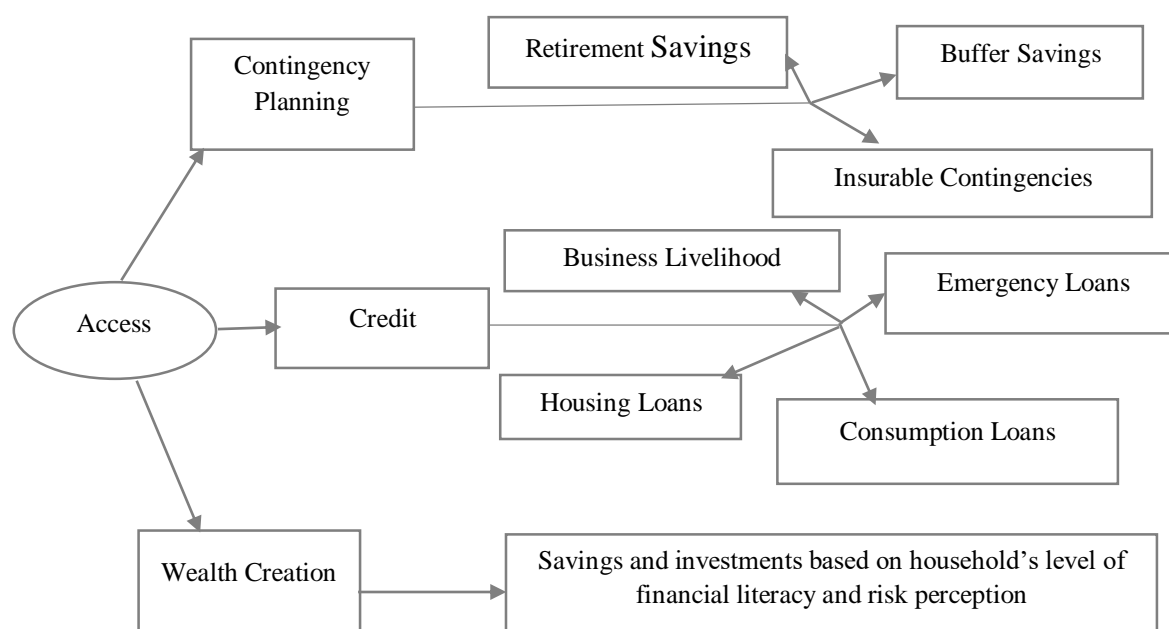 Contingency
Planning
Retirement Savings
Buffer Savings
Insurable Contingencies
Access
Credit
Business Livelihood
Emergency Loans
Housing Loans
Consumption Loans
Wealth Creation
Savings and investments based on household’s level of
financial literacy and risk perception